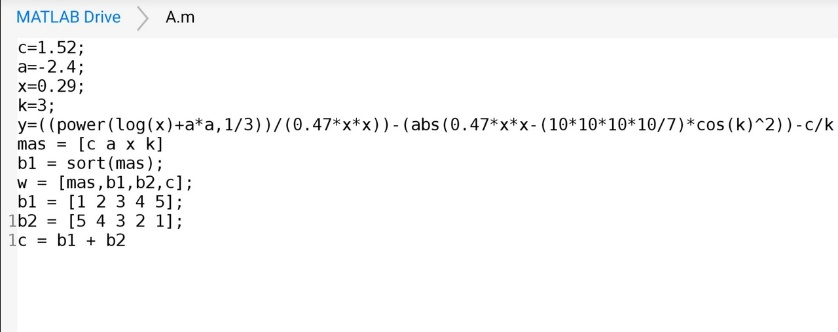 MATLAB Drive > A.m
c=1.52;
a=-2.4;
x=0.29;
k=3;
y=((power(log(x)+a*a,1/3))/(0.47*x*x))-(abs(0.47*x*x-(10*10*10*10/7)*cos(k)^2))-c/k
mas = [c a x k]
b1 = sort(mas);
w = [mas,b1,b2,c];
b1 = [1 2 3 4 5];
1b2 = [5 4 3 2 1];
1c = b1 + b2